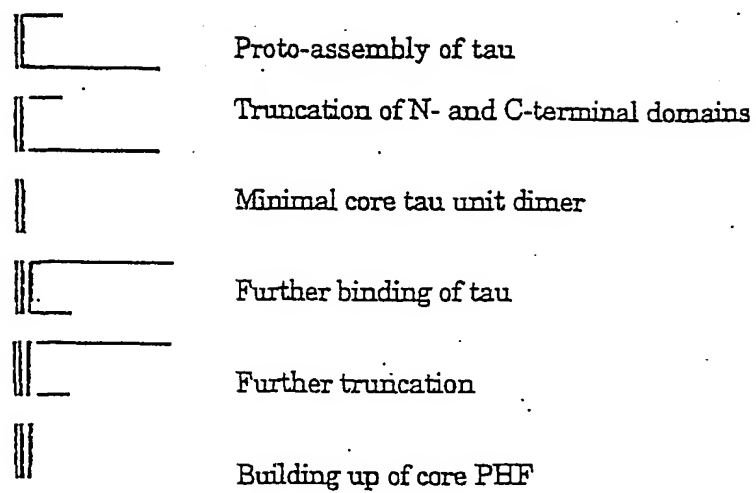 Proto-assembly of tau
Truncation of N- and C-terminal domains
Minimal core tau unit dimer
Further binding of tau
Further truncation
Building up of core PHF